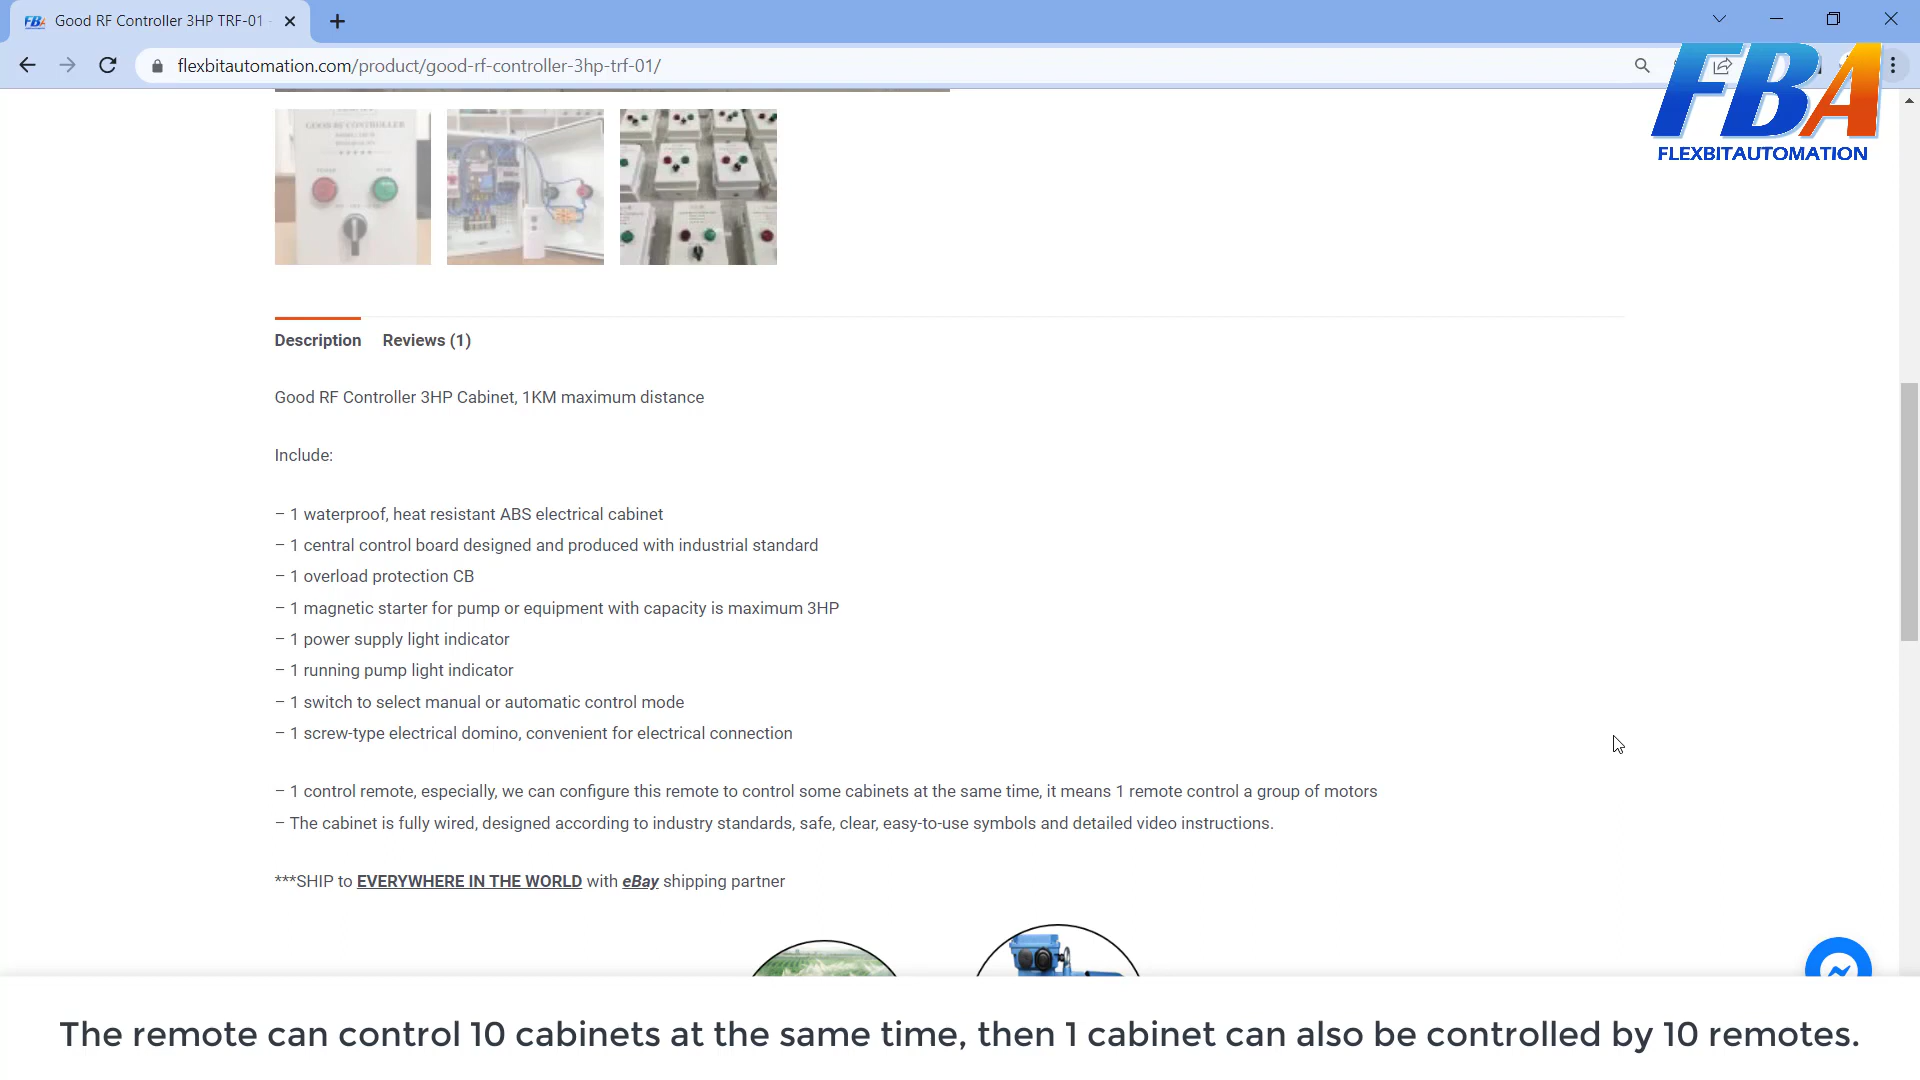 FBA Good RF Controller 3HP TRF-01
flexbitautomation.com/product/good-rf-controller-3hp-trf-01/
FBA
FLEXBITAUTOMATION
GOOD RF CONTROLLER
Description
Reviews (1)
Good RF Controller 3HP Cabinet, 1KM maximum distance
Include:
– 1 waterproof, heat resistant ABS electrical cabinet
– 1 central control board designed and produced with industrial standard
– 1 overload protection CB
– 1 magnetic starter for pump or equipment with capacity is maximum 3HP
– 1 power supply light indicator
– 1 running pump light indicator
– 1 switch to select manual or automatic control mode
– 1 screw-type electrical domino, convenient for electrical connection
– 1 control remote, especially, we can configure this remote to control some cabinets at the same time, it means 1 remote control a group of motors
– The cabinet is fully wired, designed according to industry standards, safe, clear, easy-to-use symbols and detailed video instructions.
***SHIP to EVERYWHERE IN THE WORLD with eBay shipping partner
The remote can control 10 cabinets at the same time, then 1 cabinet can also be controlled by 10 remotes.